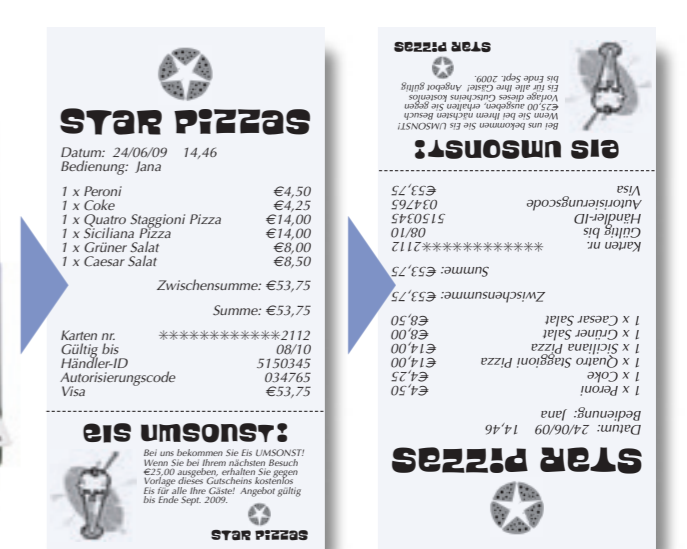 STAR PIZZAS
Datum: 24/06/09 14,46
Bedienung: Jana
1 x Peroni €4,50
1 x Coke €4,25
1 x Quatro Staggioni Pizza €14,00
1 x Siciliana Pizza €14,00
1 x Grüner Salat €8,00
1 x Caesar Salat €8,50
Zwischensumme: €53,75
Summe: €53,75
Karten nr. ************2112
Gültig bis 08/10
Händler-ID 5150345
Autorisierungscode 034765
Visa €53,75
eis umsonst!
Bei uns bekommen Sie Eis UMSONST!
Wenn Sie bei Ihrem nächsten Besuch
€25,00 ausgeben, erhalten Sie gegen
Vorlage dieses Gutscheins kostenlos
Eis für alle Ihre Gäste! Angebot gültig
bis Ende Sept. 2009.
STAR PIZZAS
STAR PIZZAS
Datum: 24/06/09 14,46
Bedienung: Jana
1 x Peroni €4,50
1 x Coke €4,25
1 x Quatro Staggioni Pizza €14,00
1 x Siciliana Pizza €14,00
1 x Grüner Salat €8,00
1 x Caesar Salat €8,50
Zwischensumme: €53,75
Summe: €53,75
Karten nr. ************2112
Gültig bis 08/10
Händler-ID 5150345
Autorisierungscode 034765
Visa €53,75
eis umsonst!
Bei uns bekommen Sie Eis UMSONST!
Wenn Sie bei Ihrem nächsten Besuch
€25,00 ausgeben, erhalten Sie gegen
Vorlage dieses Gutscheins kostenlos
Eis für alle Ihre Gäste! Angebot gültig
bis Ende Sept. 2009.
STAR PIZZAS